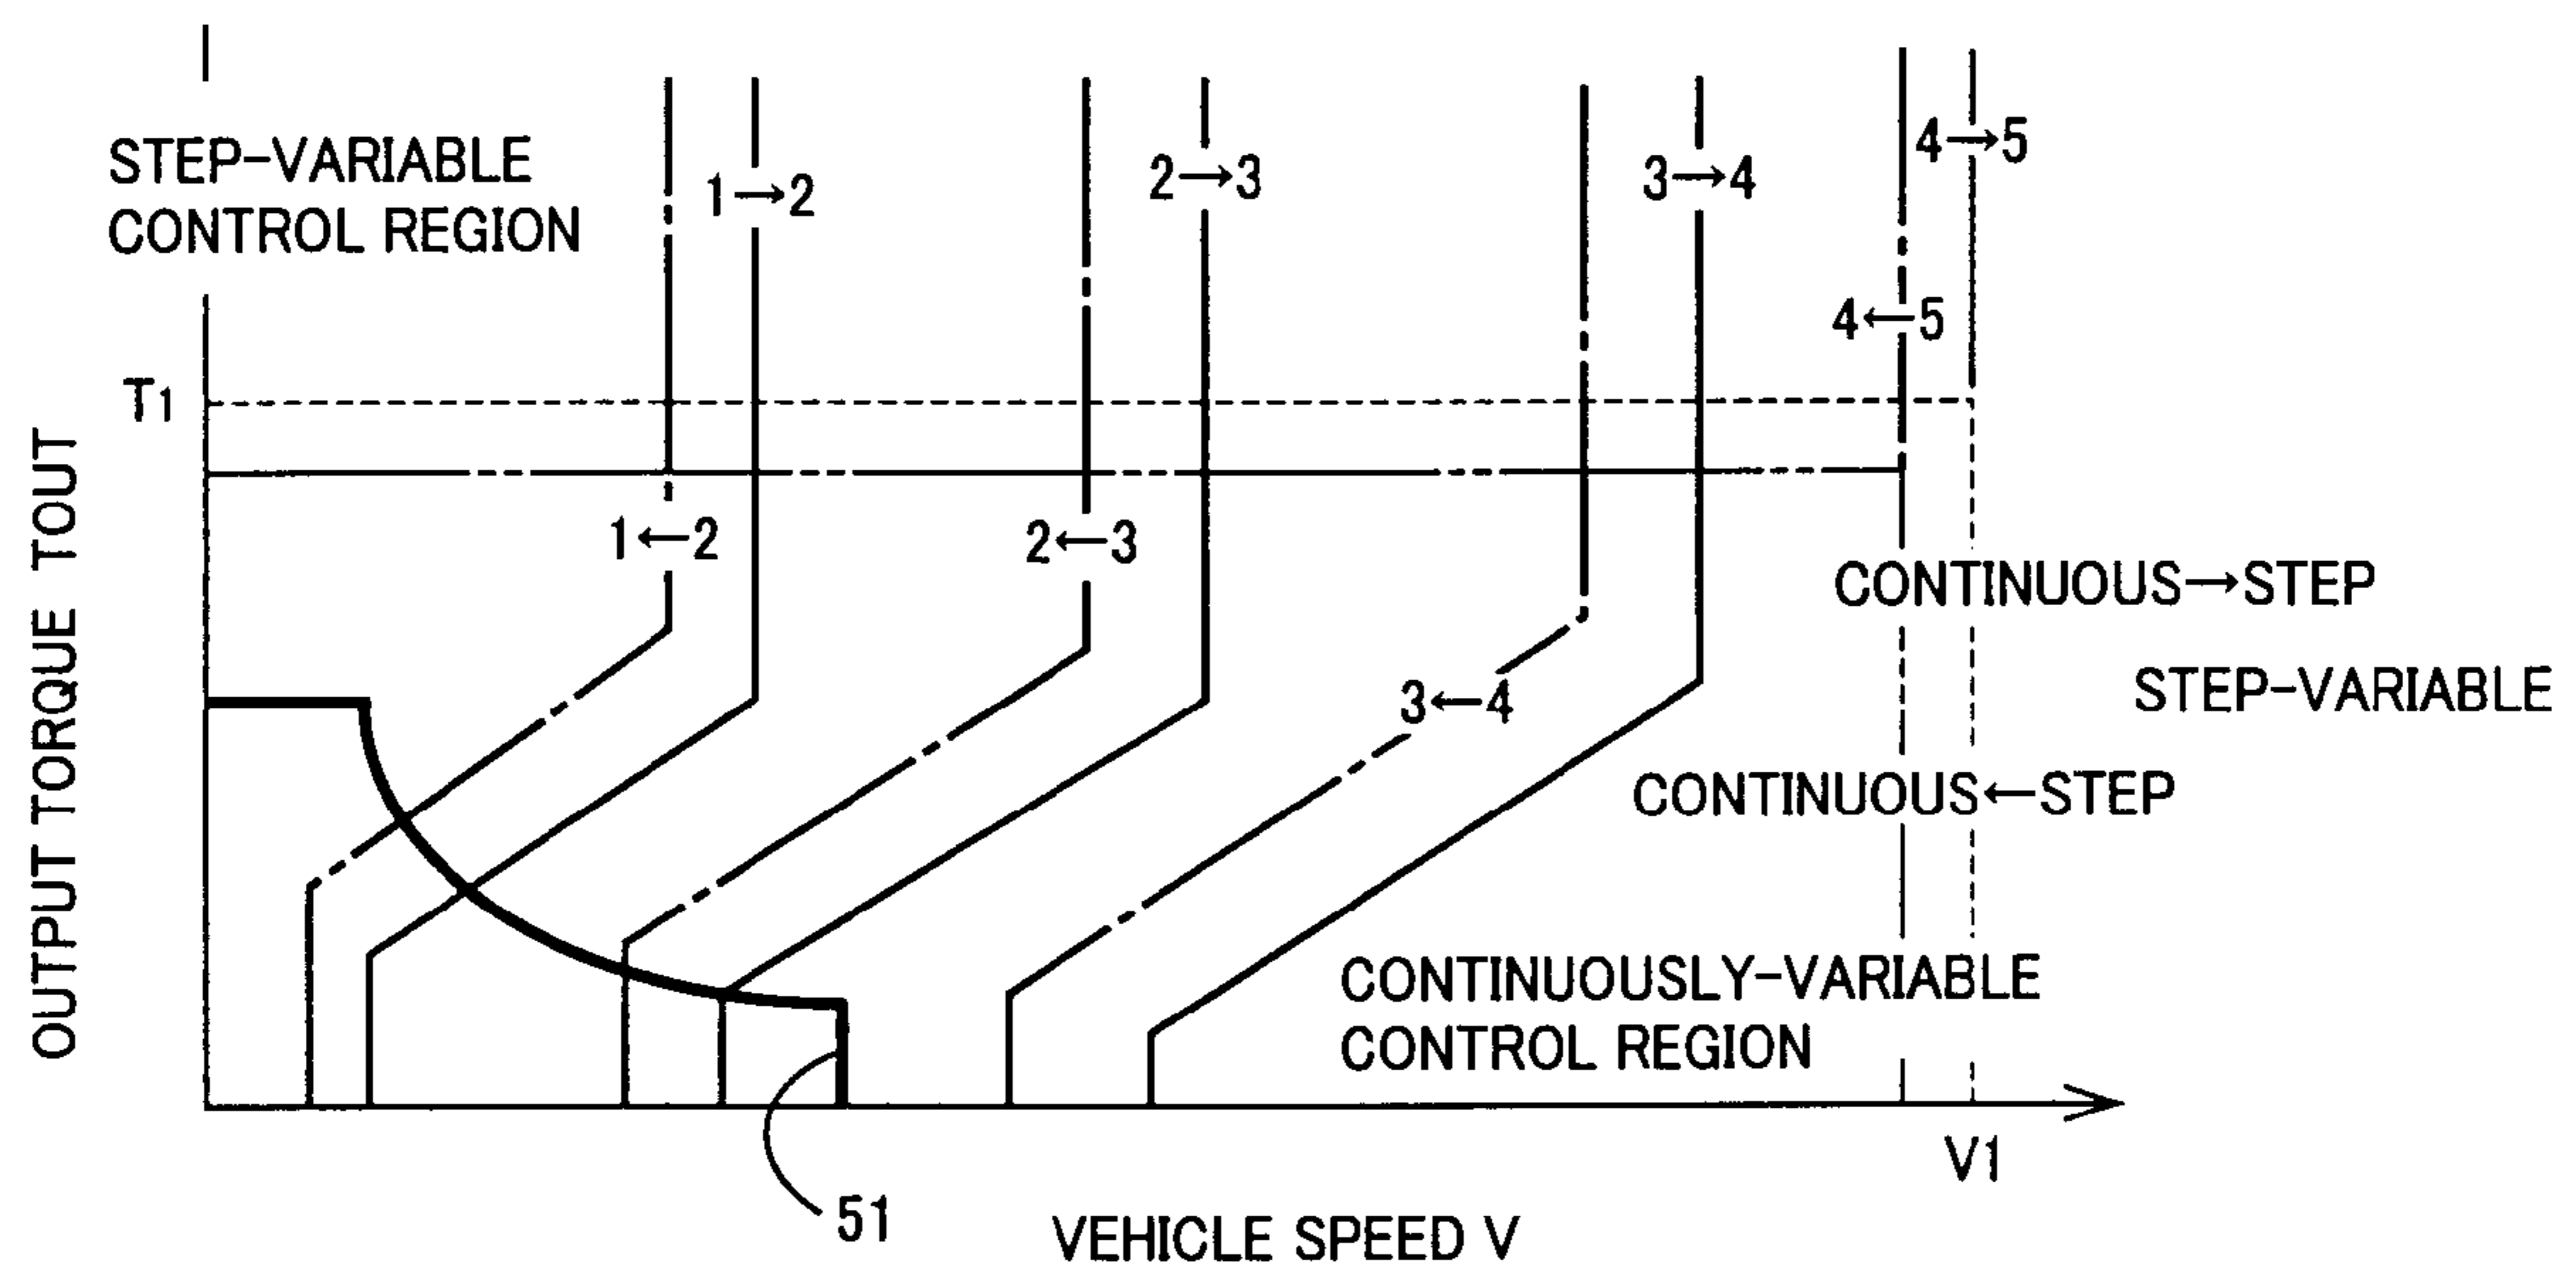 STEP-VARIABLE
CONTROL REGION
1→2
2→3
3→4
4→5
4←5
T1
1←2
2←3
3←4
CONTINUOUS→STEP
STEP-VARIABLE
CONTINUOUS←STEP
CONTINUOUSLY-VARIABLE
CONTROL REGION
OUTPUT TORQUE TOUT
V1
51
VEHICLE SPEED V